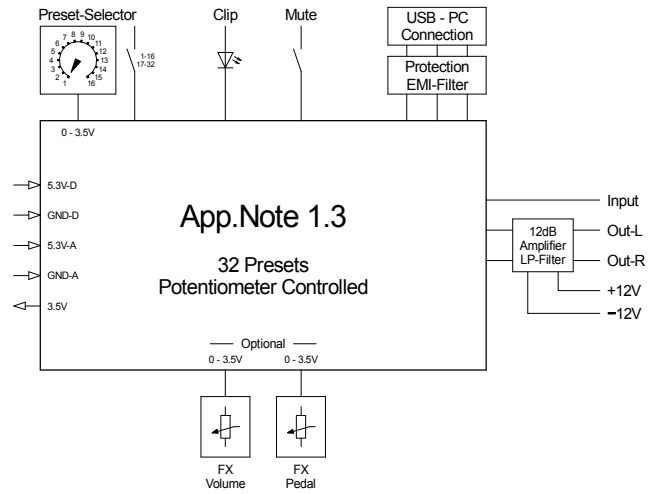 Preset-Selector
Clip
Mute
USB - PC
Connection
Protection
EMI-Filter
1
2
3
4
5
6
7
8
9
10
11
12
13
14
15
16
1-16
17-32
0 - 3.5V
5.3V-D
GND-D
5.3V-A
GND-A
3.5V
App.Note 1.3
32 Presets
Potentiometer Controlled
Input
12dB
Amplifier
LP-Filter
Out-L
Out-R
+12V
−12V
Optional
0 - 3.5V
0 - 3.5V
FX
Volume
FX
Pedal